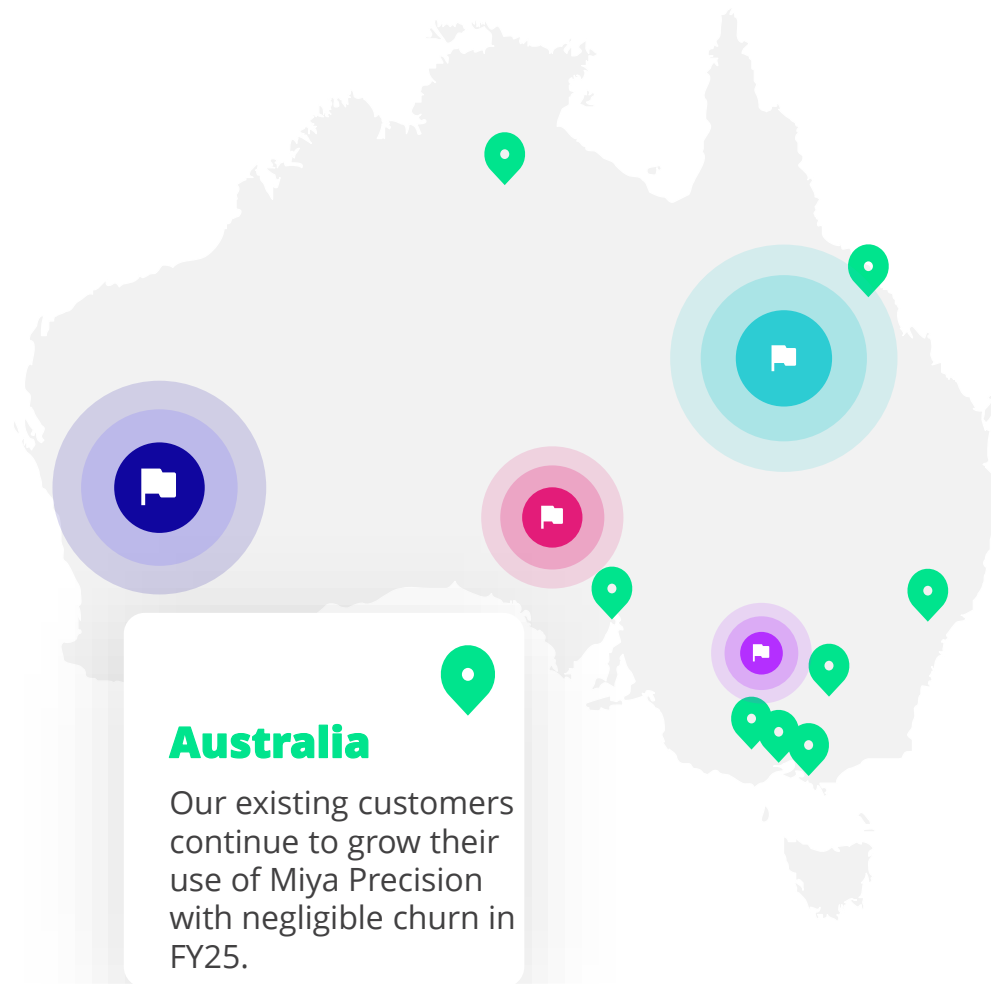 Australia
Our existing customers
continue to grow their
use of Miya Precision
with negligible churn in
FY25.